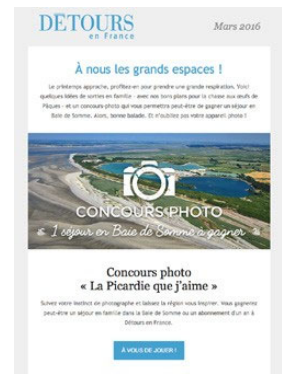 DÉTOURS
en France
Mars 2016
À nous les grands espaces !
Le printemps approche, profitez-en pour prendre une grande respiration. Voici
quelques idées de sorties en famille - avec nos bons plans pour la chasse aux œufs de
Pâques - et un concours photo qui vous permettra peut-être de gagner un séjour en
Baie de Somme. Alors, bonne balade. Et n'oubliez pas votre appareil photo !
CONCOURS PHOTO
1 séjour en Baie de Somme à gagner
Concours photo
« La Picardie que j'aime »
Suivez votre instinct de photographe et laissez la région vous inspirer. Vous gagnerez
peut-être un séjour en famille dans la Baie de Somme ou un abonnement d'un an à
Détours en France.
À VOUS DE JOUER !